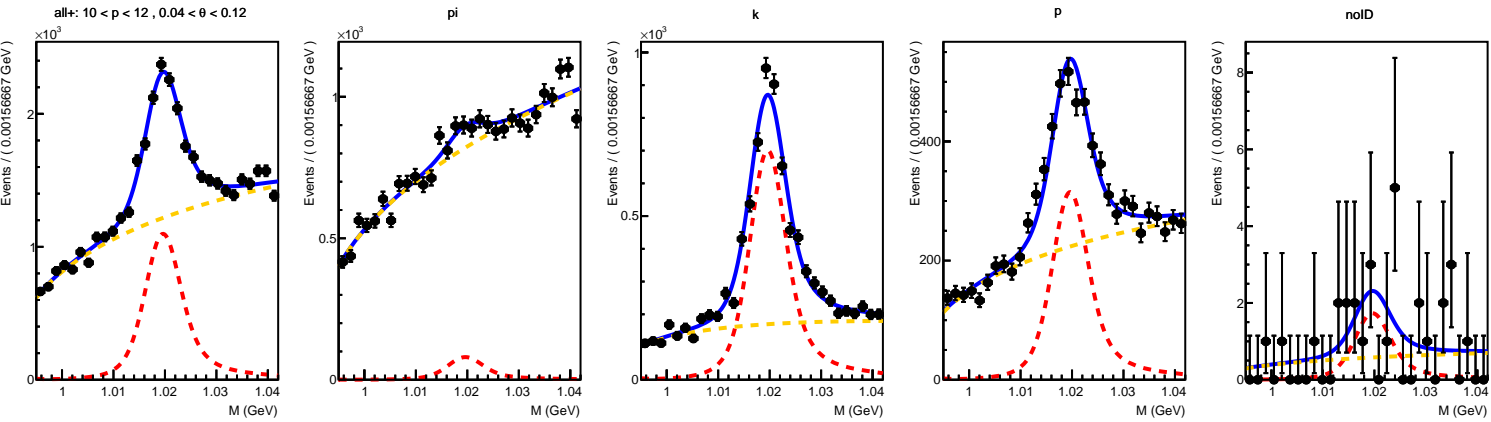 all+: 10 < p < 12 , 0.04 < θ < 0.12
×10³
Events / ( 0.00156667 GeV )
2
1
0
1 1.01 1.02 1.03 1.04
M (GeV)
pi
×10³
Events / ( 0.00156667 GeV )
1
0.5
0
1 1.01 1.02 1.03 1.04
M (GeV)
k
×10³
Events / ( 0.00156667 GeV )
1
0.5
0
1 1.01 1.02 1.03 1.04
M (GeV)
p
Events / ( 0.00156667 GeV )
400
200
0
1 1.01 1.02 1.03 1.04
M (GeV)
noID
Events / ( 0.00156667 GeV )
8
6
4
2
0
1 1.01 1.02 1.03 1.04
M (GeV)